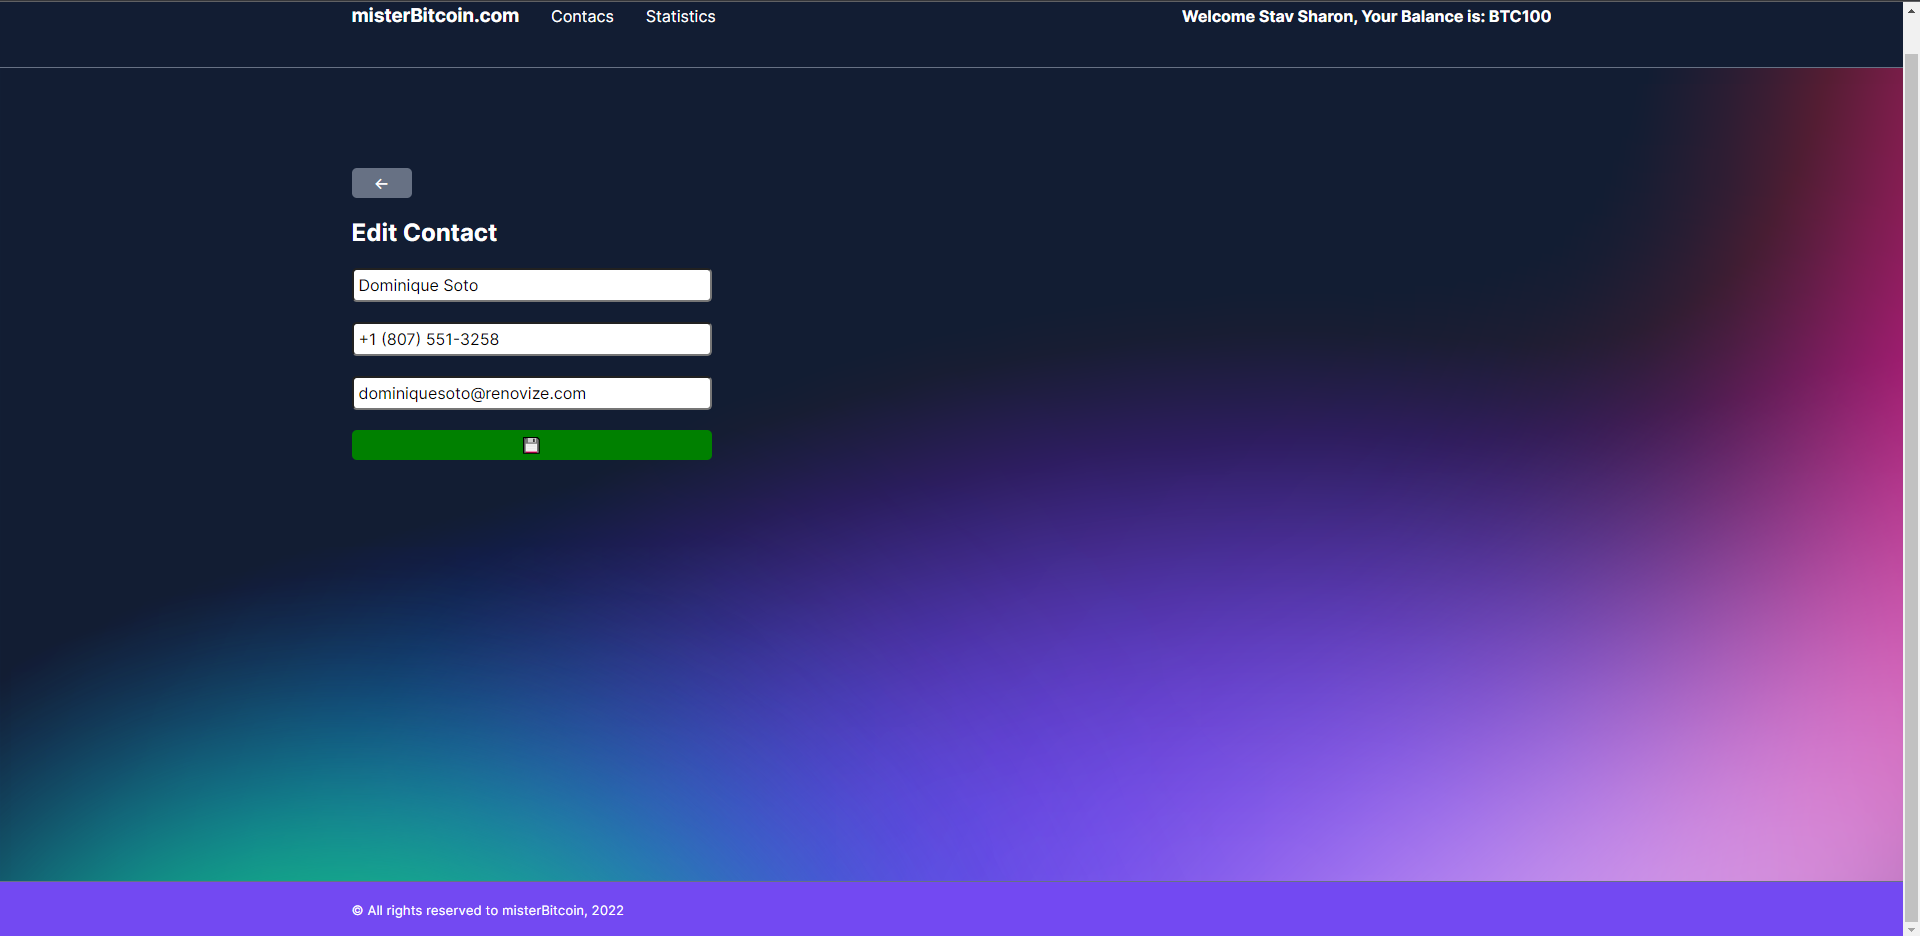 misterBitcoin.com Contacs Statistics Welcome Stav Sharon, Your Balance is: BTC100
←
Edit Contact
Dominique Soto
+1 (807) 551-3258
dominiquesoto@renovize.com
💾
© All rights reserved to misterBitcoin, 2022